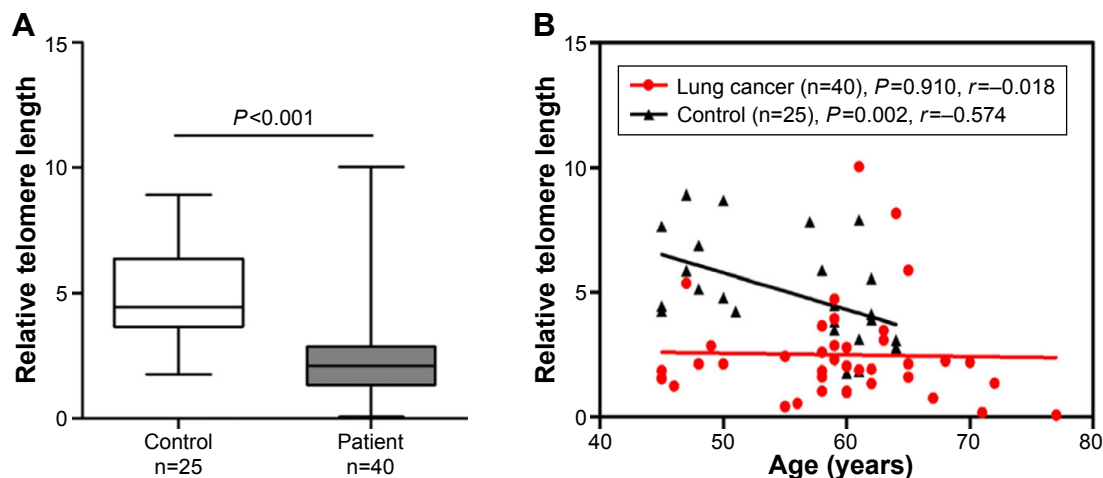 A
Relative telomere length
15
10
5
0
P<0.001
Control
n=25
Patient
n=40
B
Relative telomere length
15
10
5
0
Lung cancer (n=40), P=0.910, r=–0.018
Control (n=25), P=0.002, r=–0.574
40
50
60
70
80
Age (years)